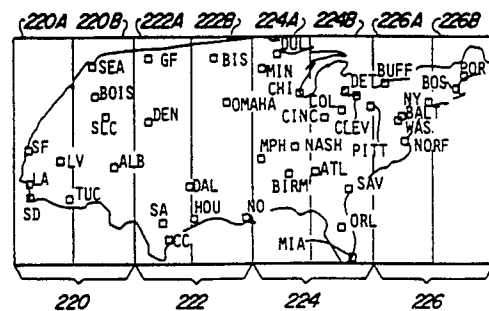 220A 220B 222A 222B 224A 224B 226A 226B
DUL
SEA GF BIS MIN DET BUFF BOS POR
CHI
BOIS OMAHA COL NY
SLC DEN CINC CLEV BALT
WAS.
SF NASH PITT NORF
LV ALB MPH
LA DAL BIRM ATL SAV
SD TUC SA HOU NO ORL
CC MIA
220 222 224 226